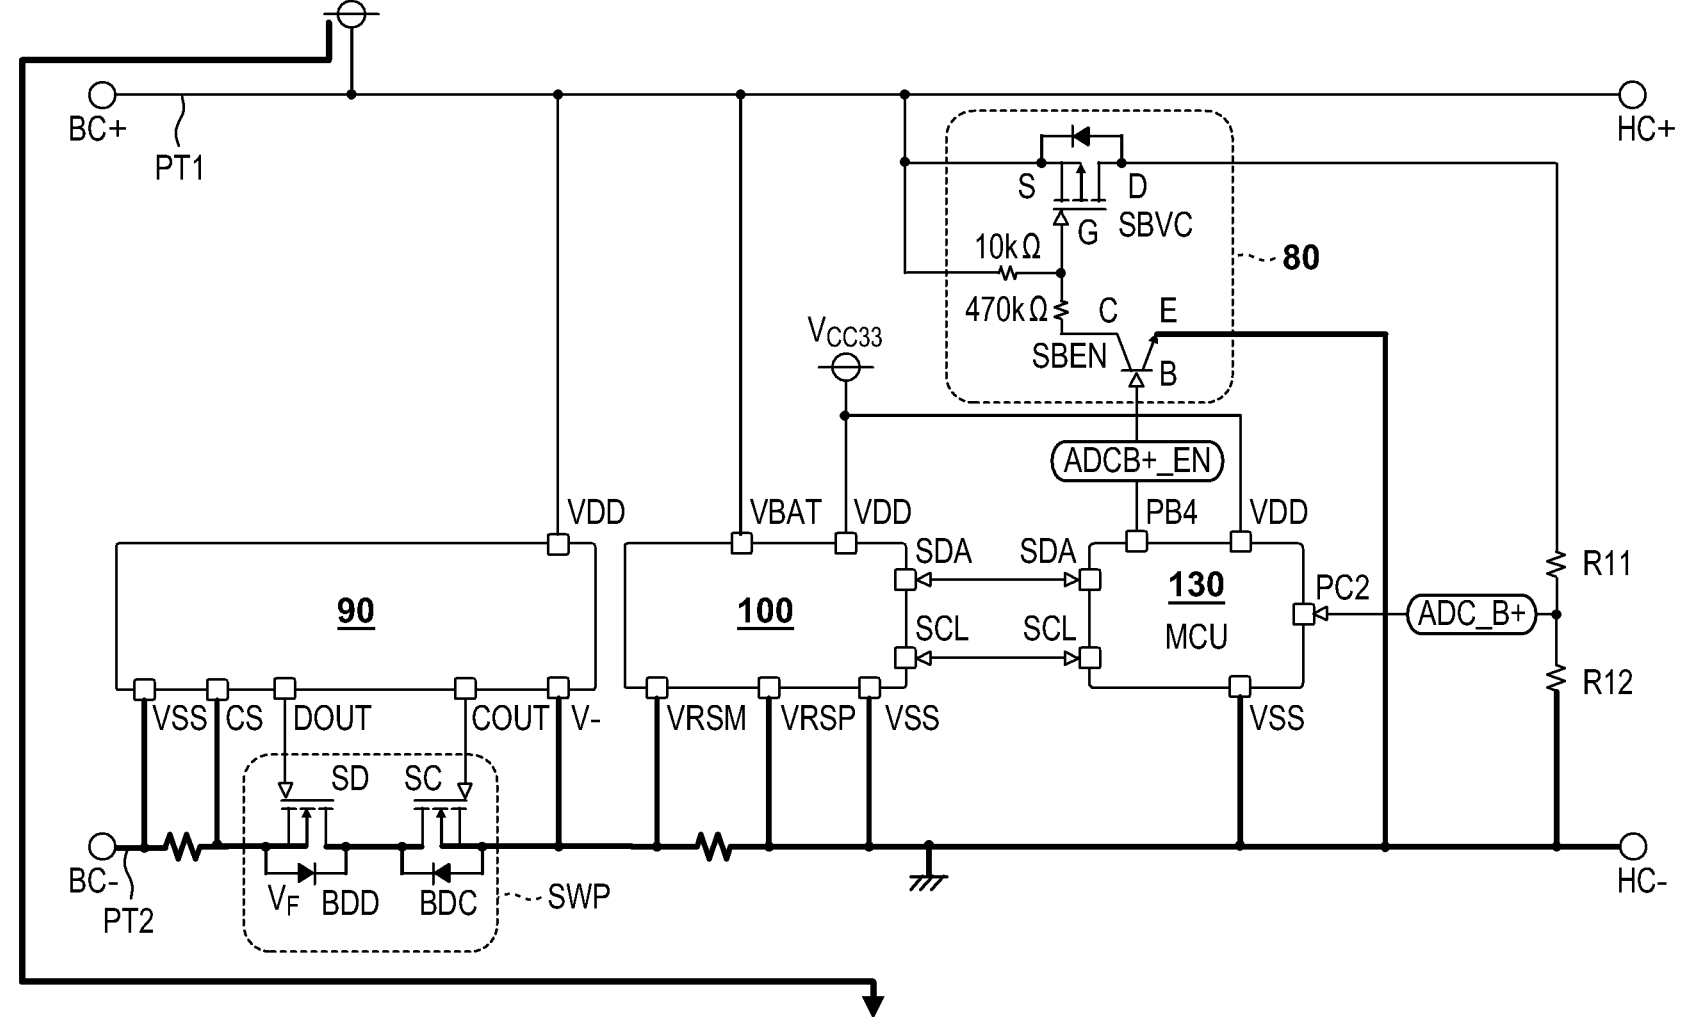 BC+
PT1
HC+
S
D
G
SBVC
10kΩ
80
470kΩ
C
E
SBEN
B
VCC33
ADCB+_EN
VDD
VBAT
VDD
PB4
VDD
SDA
SDA
90
100
130
MCU
PC2
ADC_B+
R11
SCL
SCL
R12
VSS
CS
DOUT
COUT
V-
VRSM
VRSP
VSS
VSS
SD
SC
BC-
PT2
VF
BDD
BDC
SWP
HC-